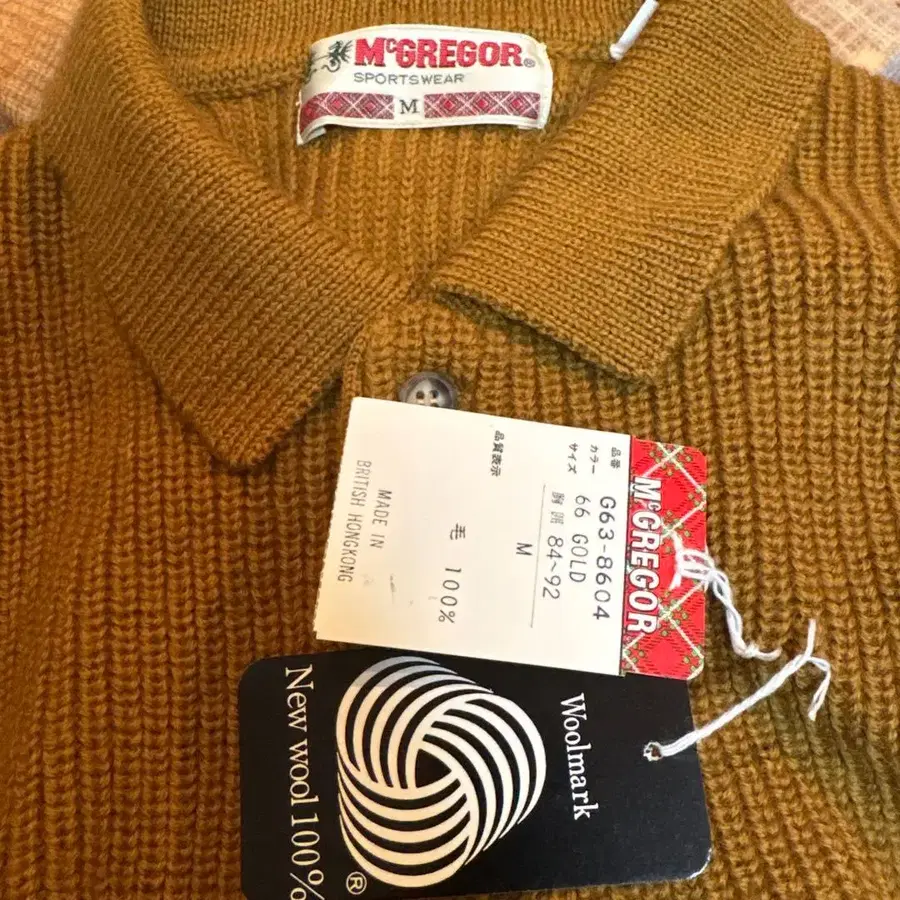 McGREGOR®
SPORTSWEAR
M
McGREGOR
品番 G63-8604
カラー 66 GOLD
サイズ 胸囲 84~92
M
品質表示
毛 100%
MADE IN
BRITISH HONGKONG
Woolmark
®
New wool 100%